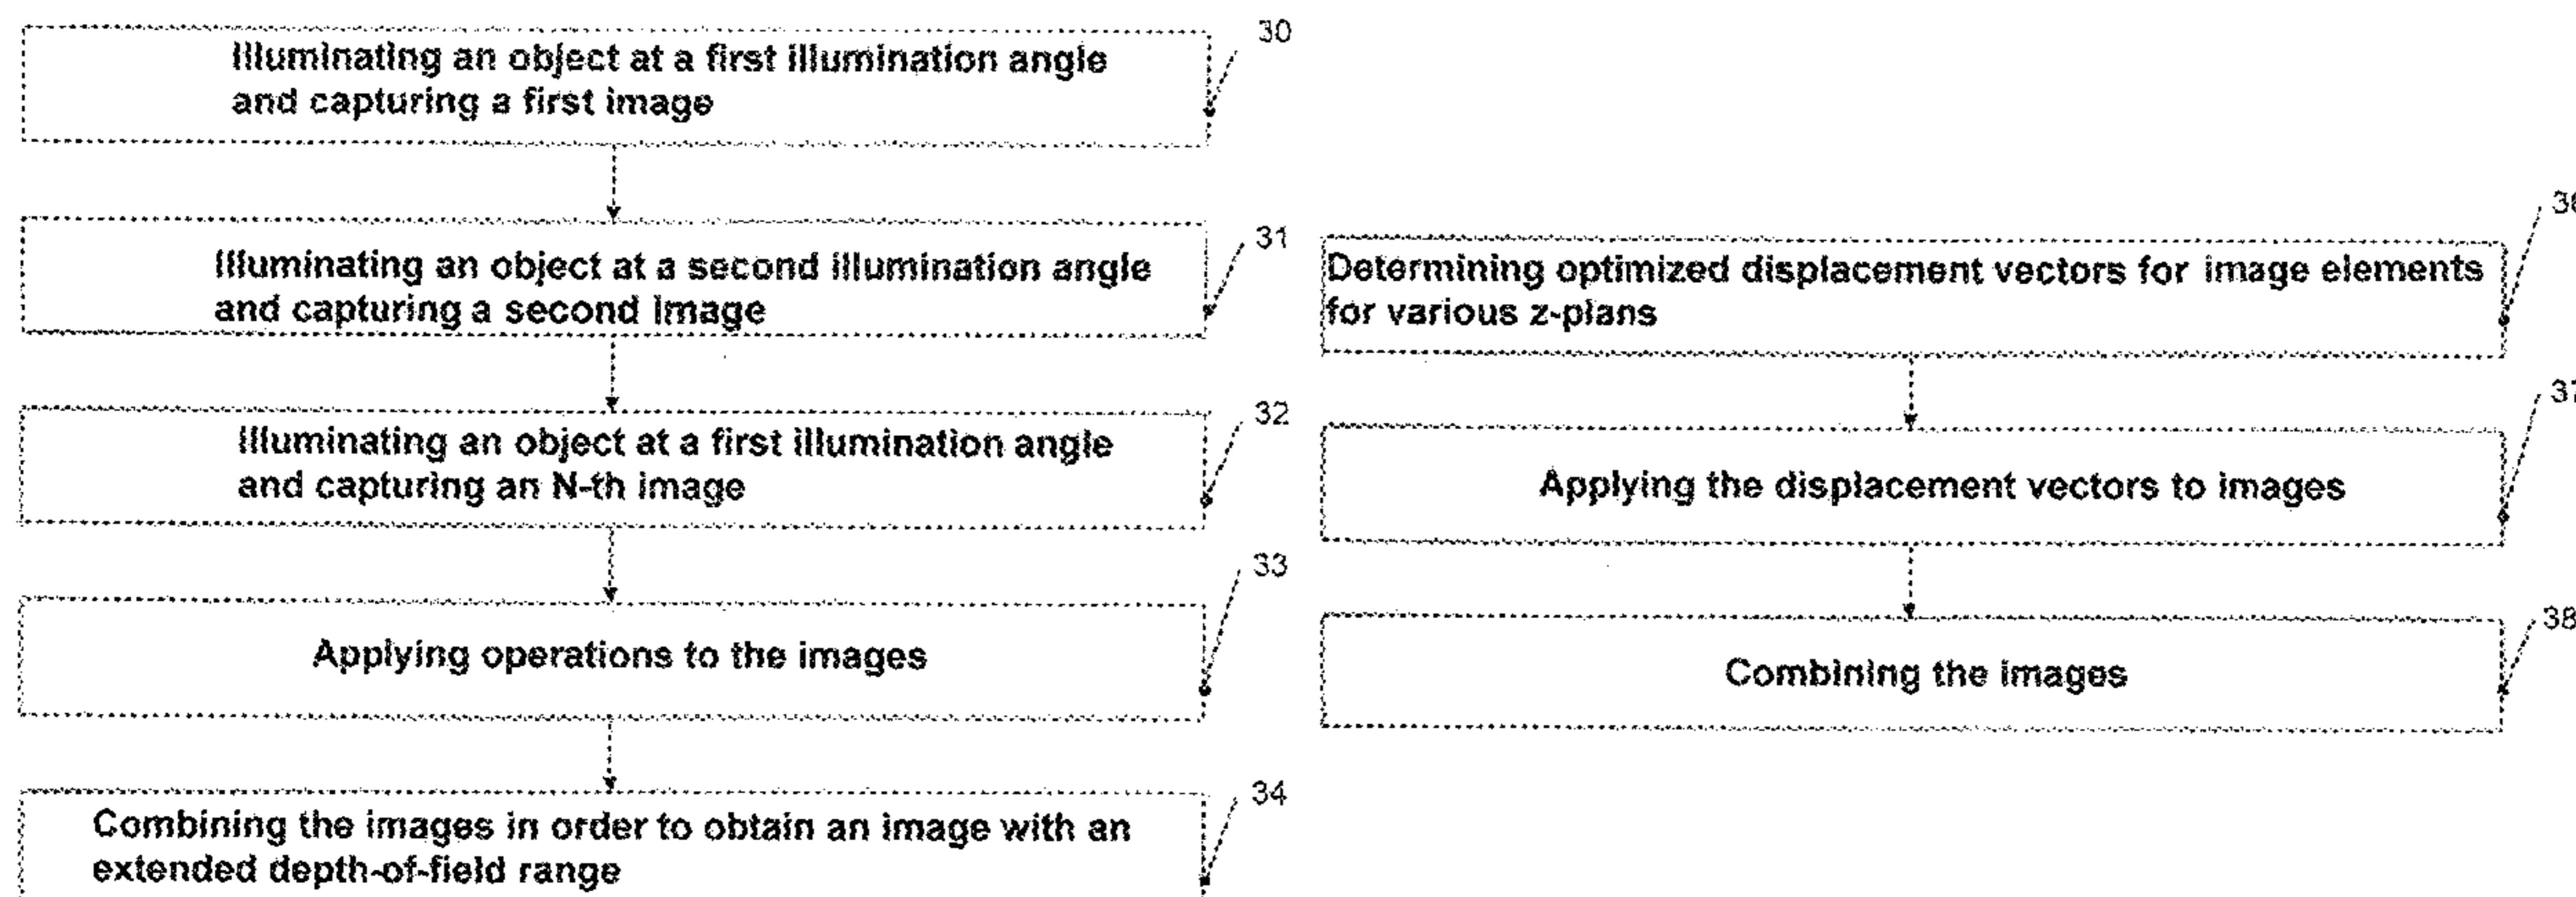 30
Illuminating an object at a first illumination angle
and capturing a first image
31
Illuminating an object at a second illumination angle
and capturing a second image
32
Illuminating an object at a first illumination angle
and capturing an N-th image
33
Applying operations to the images
34
Combining the images in order to obtain an image with an
extended depth-of-field range
36
Determining optimized displacement vectors for image elements
for various z-plans
37
Applying the displacement vectors to images
38
Combining the images